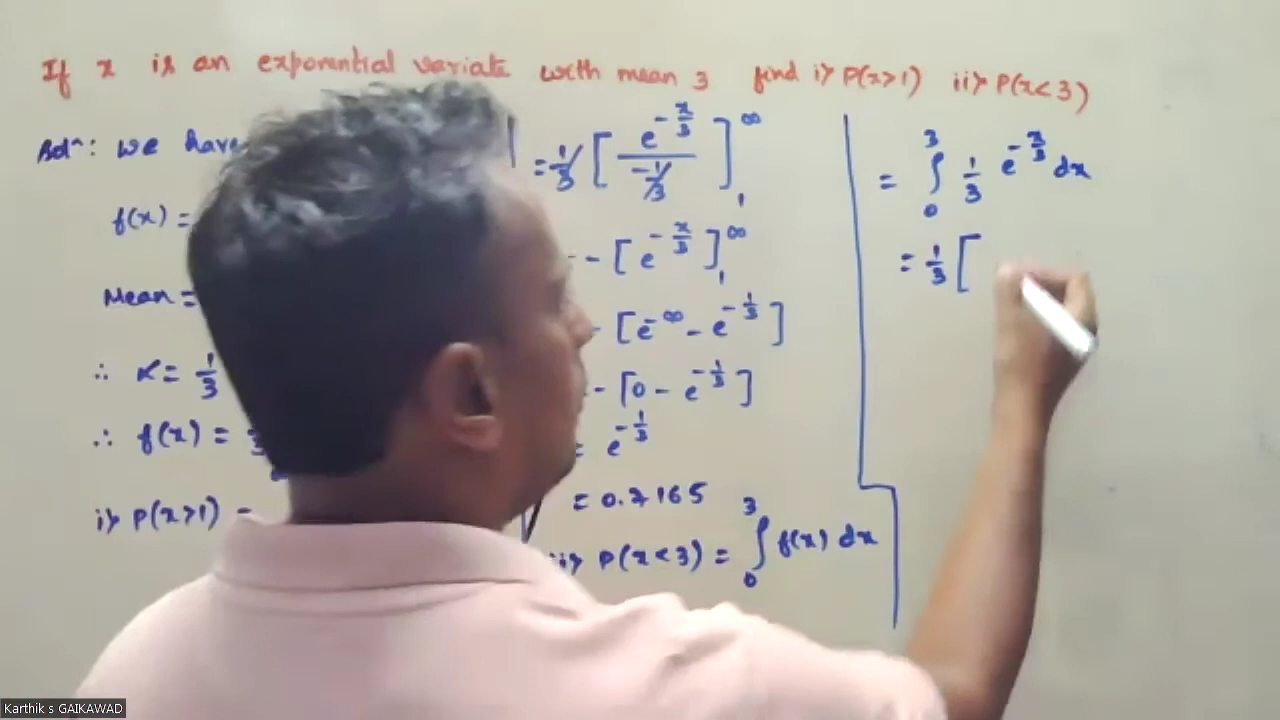 If x is an exponential variate with mean 3 find i> P(x>1) ii> P(x<3)
Sol^n: we have
f(x) =
Mean =
∴ α = 1/3
∴ f(x) =
i> P(x>1) =
= 1/3 [ e^{-x/3} / (-1/3) ]_1^∞
- [ e^{-x/3} ]_1^∞
- [ e^{-∞} - e^{-1/3} ]
- [ 0 - e^{-1/3} ]
= e^{-1/3}
= 0.7165
ii> P(x<3) = ∫_0^3 f(x) dx
= ∫_0^3 1/3 e^{-x/3} dx
= 1/3 [
Karthik s GAIKAWAD